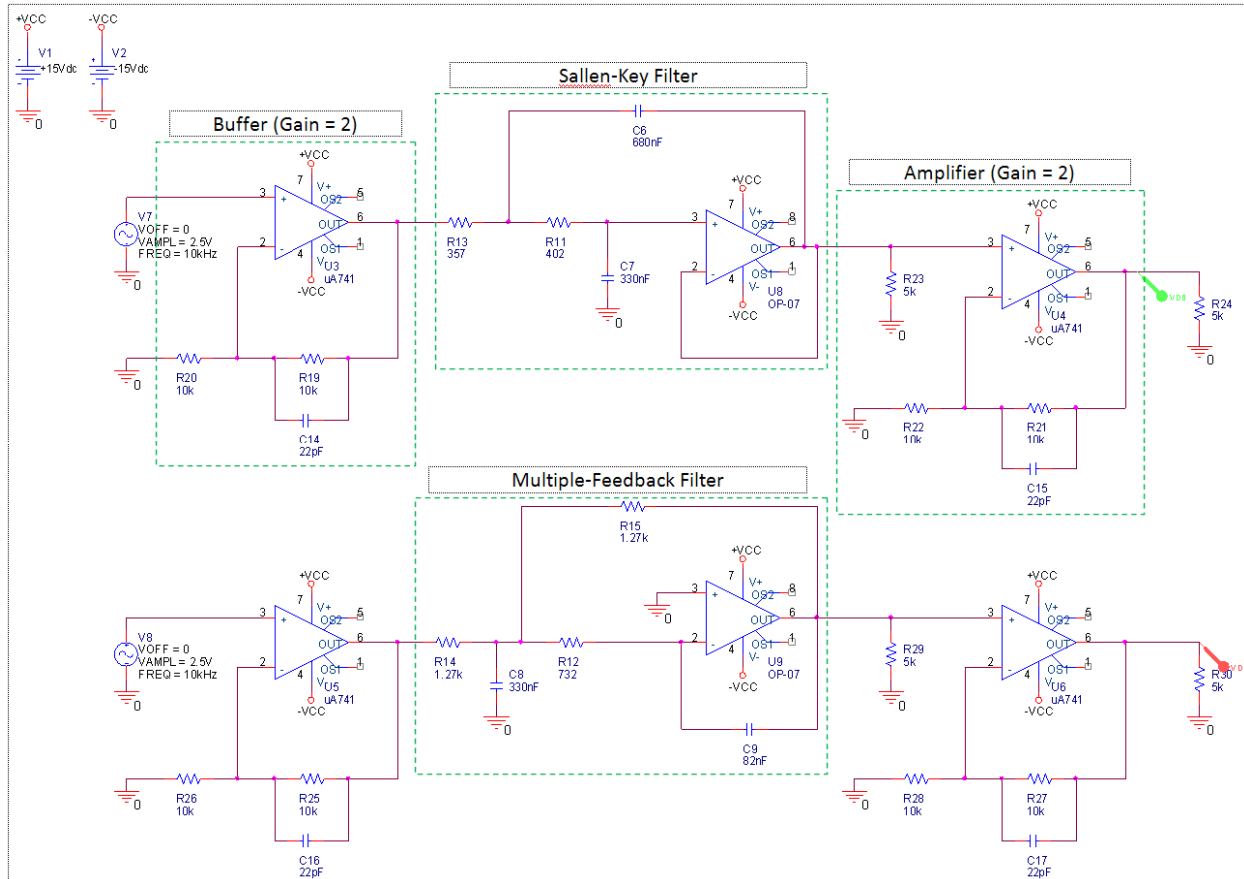 +VCC
-VCC
V1
+15Vdc
V2
-15Vdc
0
0
Sallen-Key Filter
Buffer (Gain = 2)
Amplifier (Gain = 2)
C6
680nF
+VCC
3
7
V+
OS2
5
+
OUT
6
2
-
OS1
1
4
V-
U3
uA741
-VCC
V7
VOFF = 0
VAMPL = 2.5V
FREQ = 10kHz
0
R13
357
R11
402
C7
330nF
0
+VCC
3
7
V+
OS2
8
+
OUT
6
2
-
OS1
1
4
V-
U8
OP-07
-VCC
R23
5k
0
+VCC
3
7
V+
OS2
5
+
OUT
6
2
-
OS1
1
4
V-
U4
uA741
-VCC
VDB
R24
5k
0
0
R20
10k
R19
10k
C14
22pF
0
R22
10k
R21
10k
C15
22pF
Multiple-Feedback Filter
R15
1.27k
+VCC
3
7
V+
OS2
5
+
OUT
6
2
-
OS1
1
4
V
U5
uA741
-VCC
V8
VOFF = 0
VAMPL = 2.5V
FREQ = 10kHz
0
R14
1.27k
C8
330nF
0
R12
732
0
+VCC
3
7
V+
OS2
8
+
OUT
6
2
-
OS1
1
4
V-
U9
OP-07
-VCC
C9
82nF
R29
5k
0
+VCC
3
7
V+
OS2
5
+
OUT
6
2
-
OS1
1
4
V
U6
uA741
-VCC
VD
R30
5k
0
0
R26
10k
R25
10k
C16
22pF
0
R28
10k
R27
10k
C17
22pF